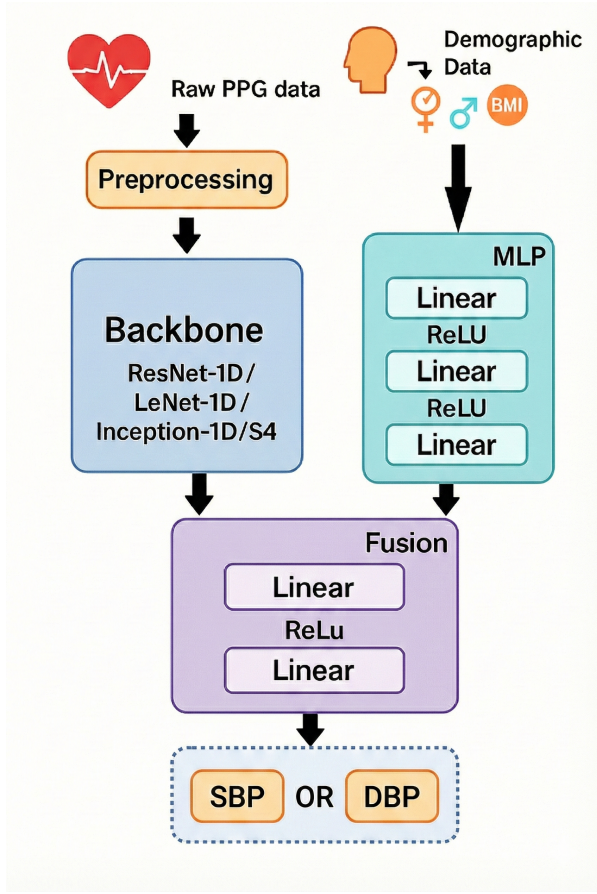 Raw PPG data
Demographic
Data
BMI
Preprocessing
Backbone
ResNet-1D/
LeNet-1D/
Inception-1D/S4
MLP
Linear
ReLU
Linear
ReLU
Linear
Fusion
Linear
ReLu
Linear
SBP OR DBP